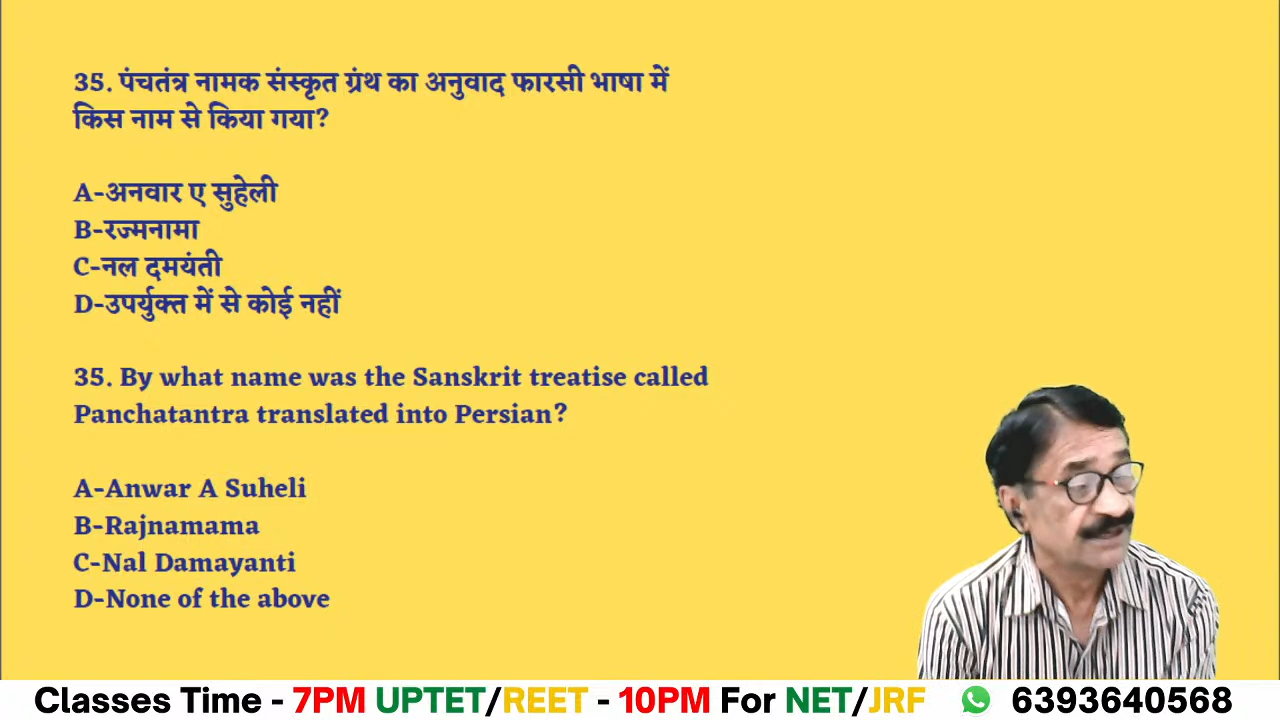 35. पंचतंत्र नामक संस्कृत ग्रंथ का अनुवाद फारसी भाषा में
किस नाम से किया गया?
A-अनवार ए सुहेली
B-रज्मनामा
C-नल दमयंती
D-उपर्युक्त में से कोई नहीं
35. By what name was the Sanskrit treatise called
Panchatantra translated into Persian?
A-Anwar A Suheli
B-Rajnamama
C-Nal Damayanti
D-None of the above
Classes Time - 7PM UPTET/REET - 10PM For NET/JRF 6393640568